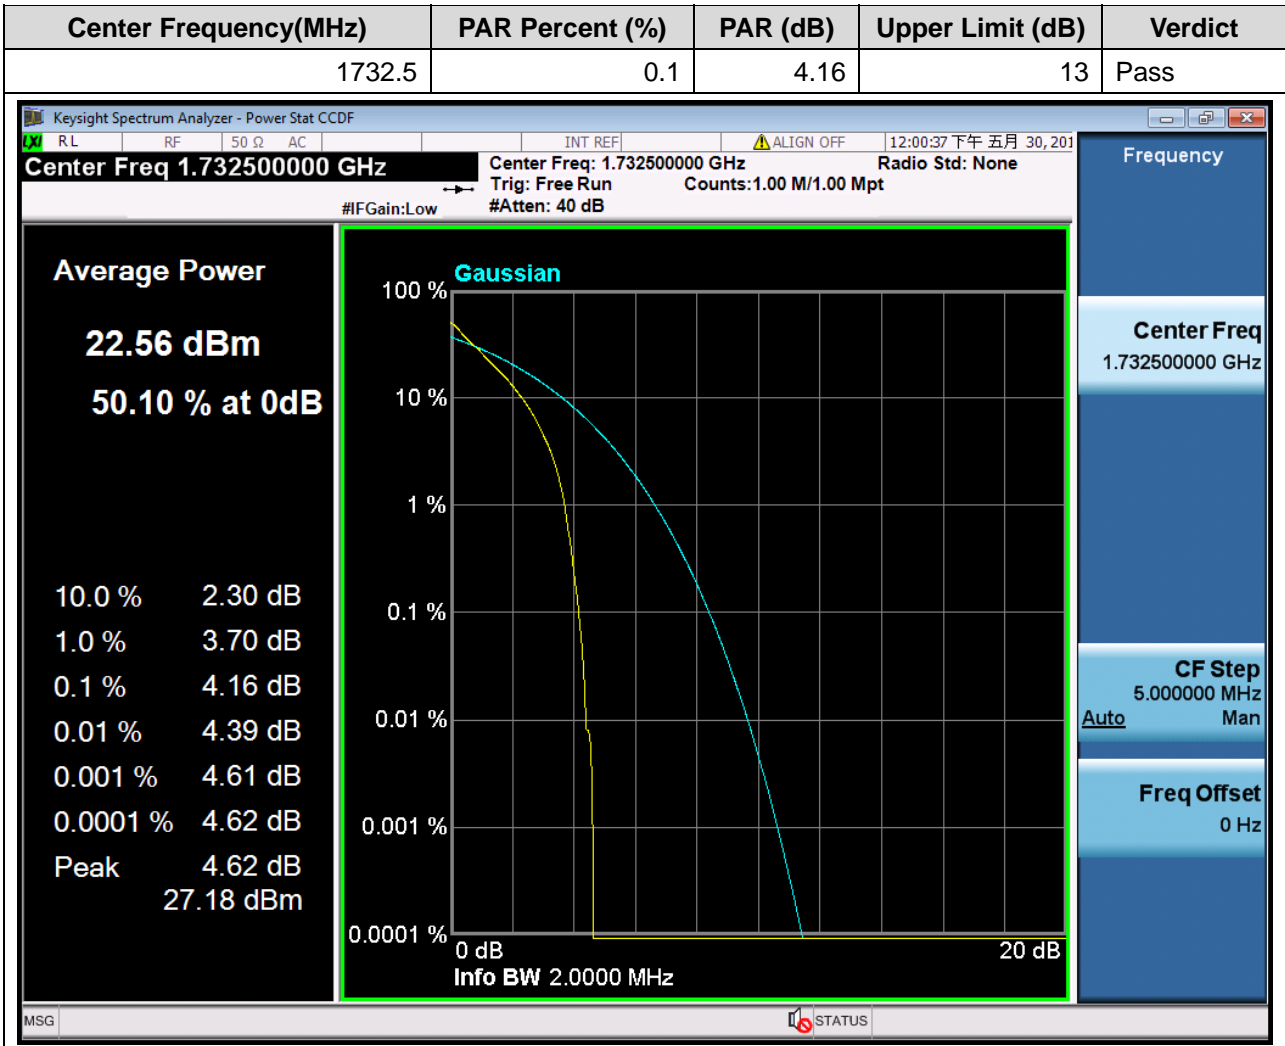 Center Frequency(MHz) PAR Percent (%) PAR (dB) Upper Limit (dB) Verdict
1732.5 0.1 4.16 13 Pass
Keysight Spectrum Analyzer - Power Stat CCDF
LXI RL RF 50 Ω AC INT REF ALIGN OFF 12:00:37 下午 五月 30, 201
Center Freq 1.732500000 GHz
Center Freq: 1.732500000 GHz Radio Std: None
Trig: Free Run Counts:1.00 M/1.00 Mpt
#IFGain:Low #Atten: 40 dB
Frequency
Average Power
22.56 dBm
50.10 % at 0dB
10.0 % 2.30 dB
1.0 % 3.70 dB
0.1 % 4.16 dB
0.01 % 4.39 dB
0.001 % 4.61 dB
0.0001 % 4.62 dB
Peak 4.62 dB
27.18 dBm
Gaussian
100 %
10 %
1 %
0.1 %
0.01 %
0.001 %
0.0001 %
0 dB 20 dB
Info BW 2.0000 MHz
Center Freq
1.732500000 GHz
CF Step
5.000000 MHz
Auto Man
Freq Offset
0 Hz
MSG STATUS